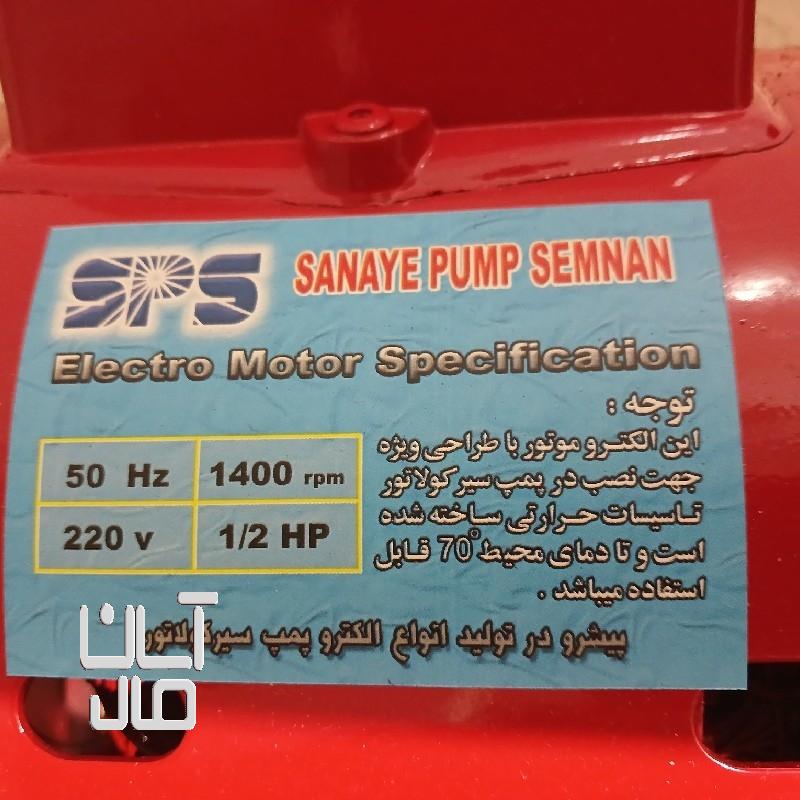 SPS
SANAYE PUMP SEMNAN
Electro Motor Specification
توجه :
این الکترو موتور با طراحی ویژه
جهت نصب در پمپ سیرکولاتور
تاسیسات حرارتی ساخته شده
است و تا دمای محیط 70° قابل
استفاده میباشد .
50 Hz 1400 rpm
220 v 1/2 HP
پیشرو در تولید انواع الکترو پمپ سیرکولاتور
آسان
مال